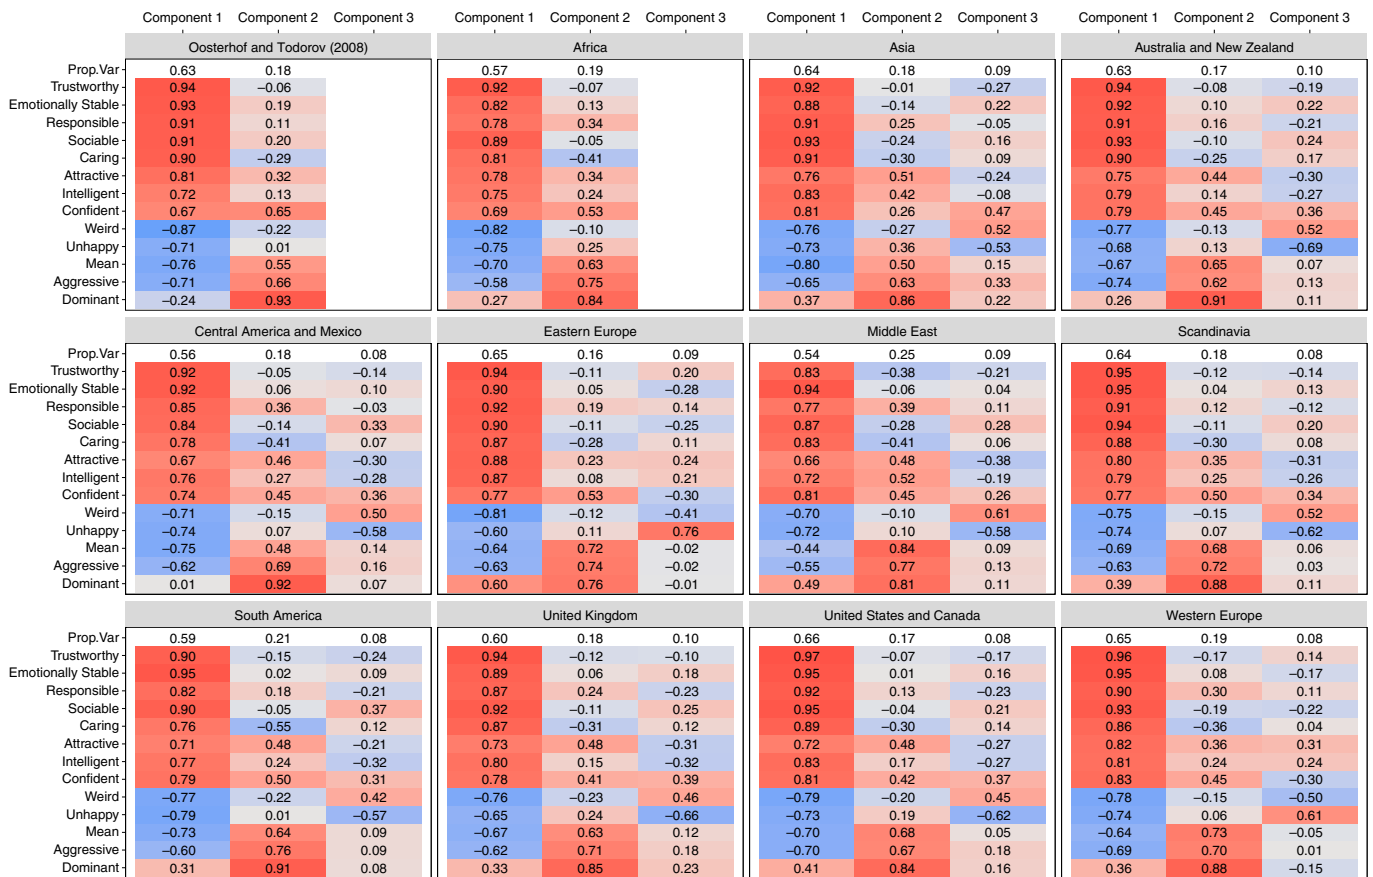 Component 1 Component 2 Component 3 Component 1 Component 2 Component 3 Component 1 Component 2 Component 3 Component 1 Component 2 Component 3
Oosterhof and Todorov (2008) Africa Asia Australia and New Zealand
Prop.Var 0.63 0.18 0.57 0.19 0.64 0.18 0.09 0.63 0.17 0.10
Trustworthy 0.94 −0.06 0.92 −0.07 0.92 −0.01 −0.27 0.94 −0.08 −0.19
Emotionally Stable 0.93 0.19 0.82 0.13 0.88 −0.14 0.22 0.92 0.10 0.22
Responsible 0.91 0.11 0.78 0.34 0.91 0.25 −0.05 0.91 0.16 −0.21
Sociable 0.91 0.20 0.89 −0.05 0.93 −0.24 0.16 0.93 −0.10 0.24
Caring 0.90 −0.29 0.81 −0.41 0.91 −0.30 0.09 0.90 −0.25 0.17
Attractive 0.81 0.32 0.78 0.34 0.76 0.51 −0.24 0.75 0.44 −0.30
Intelligent 0.72 0.13 0.75 0.24 0.83 0.42 −0.08 0.79 0.14 −0.27
Confident 0.67 0.65 0.69 0.53 0.81 0.26 0.47 0.79 0.45 0.36
Weird −0.87 −0.22 −0.82 −0.10 −0.76 −0.27 0.52 −0.77 −0.13 0.52
Unhappy −0.71 0.01 −0.75 0.25 −0.73 0.36 −0.53 −0.68 0.13 −0.69
Mean −0.76 0.55 −0.70 0.63 −0.80 0.50 0.15 −0.67 0.65 0.07
Aggressive −0.71 0.66 −0.58 0.75 −0.65 0.63 0.33 −0.74 0.62 0.13
Dominant −0.24 0.93 0.27 0.84 0.37 0.86 0.22 0.26 0.91 0.11
Central America and Mexico Eastern Europe Middle East Scandinavia
Prop.Var 0.56 0.18 0.08 0.65 0.16 0.09 0.54 0.25 0.09 0.64 0.18 0.08
Trustworthy 0.92 −0.05 −0.14 0.94 −0.11 0.20 0.83 −0.38 −0.21 0.95 −0.12 −0.14
Emotionally Stable 0.92 0.06 0.10 0.90 0.05 −0.28 0.94 −0.06 0.04 0.95 0.04 0.13
Responsible 0.85 0.36 −0.03 0.92 0.19 0.14 0.77 0.39 0.11 0.91 0.12 −0.12
Sociable 0.84 −0.14 0.33 0.90 −0.11 −0.25 0.87 −0.28 0.28 0.94 −0.11 0.20
Caring 0.78 −0.41 0.07 0.87 −0.28 0.11 0.83 −0.41 0.06 0.88 −0.30 0.08
Attractive 0.67 0.46 −0.30 0.88 0.23 0.24 0.66 0.48 −0.38 0.80 0.35 −0.31
Intelligent 0.76 0.27 −0.28 0.87 0.08 0.21 0.72 0.52 −0.19 0.79 0.25 −0.26
Confident 0.74 0.45 0.36 0.77 0.53 −0.30 0.81 0.45 0.26 0.77 0.50 0.34
Weird −0.71 −0.15 0.50 −0.81 −0.12 −0.41 −0.70 −0.10 0.61 −0.75 −0.15 0.52
Unhappy −0.74 0.07 −0.58 −0.60 0.11 0.76 −0.72 0.10 −0.58 −0.74 0.07 −0.62
Mean −0.75 0.48 0.14 −0.64 0.72 −0.02 −0.44 0.84 0.09 −0.69 0.68 0.06
Aggressive −0.62 0.69 0.16 −0.63 0.74 −0.02 −0.55 0.77 0.13 −0.63 0.72 0.03
Dominant 0.01 0.92 0.07 0.60 0.76 −0.01 0.49 0.81 0.11 0.39 0.88 0.11
South America United Kingdom United States and Canada Western Europe
Prop.Var 0.59 0.21 0.08 0.60 0.18 0.10 0.66 0.17 0.08 0.65 0.19 0.08
Trustworthy 0.90 −0.15 −0.24 0.94 −0.12 −0.10 0.97 −0.07 −0.17 0.96 −0.17 0.14
Emotionally Stable 0.95 0.02 0.09 0.89 0.06 0.18 0.95 0.01 0.16 0.95 0.08 −0.17
Responsible 0.82 0.18 −0.21 0.87 0.24 −0.23 0.92 0.13 −0.23 0.90 0.30 0.11
Sociable 0.90 −0.05 0.37 0.92 −0.11 0.25 0.95 −0.04 0.21 0.93 −0.19 −0.22
Caring 0.76 −0.55 0.12 0.87 −0.31 0.12 0.89 −0.30 0.14 0.86 −0.36 0.04
Attractive 0.71 0.48 −0.21 0.73 0.48 −0.31 0.72 0.48 −0.27 0.82 0.36 0.31
Intelligent 0.77 0.24 −0.32 0.80 0.15 −0.32 0.83 0.17 −0.27 0.81 0.24 0.24
Confident 0.79 0.50 0.31 0.78 0.41 0.39 0.81 0.42 0.37 0.83 0.45 −0.30
Weird −0.77 −0.22 0.42 −0.76 −0.23 0.46 −0.79 −0.20 0.45 −0.78 −0.15 −0.50
Unhappy −0.79 0.01 −0.57 −0.65 0.24 −0.66 −0.73 0.19 −0.62 −0.74 0.06 0.61
Mean −0.73 0.64 0.09 −0.67 0.63 0.12 −0.70 0.68 0.05 −0.64 0.73 −0.05
Aggressive −0.60 0.76 0.09 −0.62 0.71 0.18 −0.70 0.67 0.18 −0.69 0.70 0.01
Dominant 0.31 0.91 0.08 0.33 0.85 0.23 0.41 0.84 0.16 0.36 0.88 −0.15